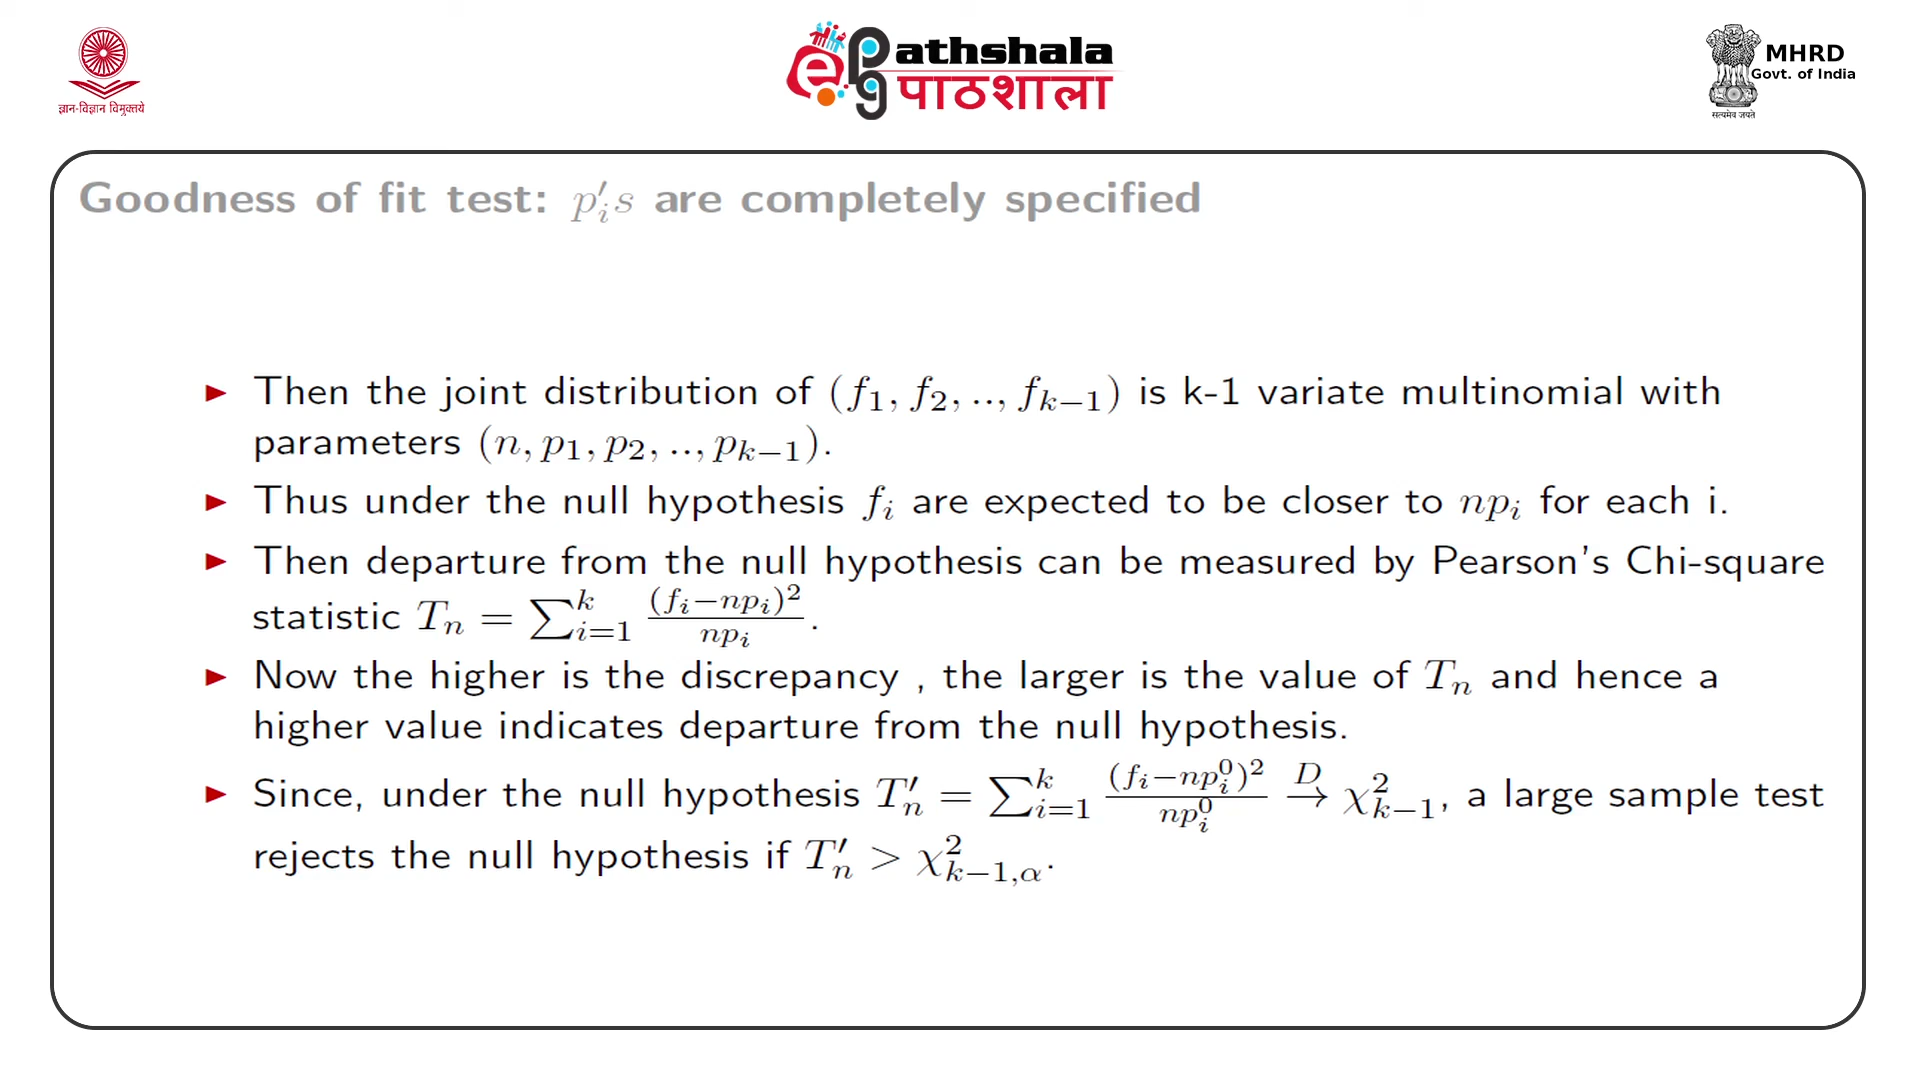 ज्ञान-विज्ञान विमुक्तये
ePg athshala
पाठशाला
MHRD
Govt. of India
सत्यमेव जयते
Goodness of fit test: $p_i's$ are completely specified
► Then the joint distribution of $(f_1, f_2, .., f_{k-1})$ is k-1 variate multinomial with
parameters $(n, p_1, p_2, .., p_{k-1})$.
► Thus under the null hypothesis $f_i$ are expected to be closer to $np_i$ for each i.
► Then departure from the null hypothesis can be measured by Pearson's Chi-square
statistic $T_n = \sum_{i=1}^{k} \frac{(f_i - np_i)^2}{np_i}$.
► Now the higher is the discrepancy , the larger is the value of $T_n$ and hence a
higher value indicates departure from the null hypothesis.
► Since, under the null hypothesis $T_n' = \sum_{i=1}^{k} \frac{(f_i - np_i^0)^2}{np_i^0} \xrightarrow{D} \chi^2_{k-1}$, a large sample test
rejects the null hypothesis if $T_n' > \chi^2_{k-1,\alpha}$.